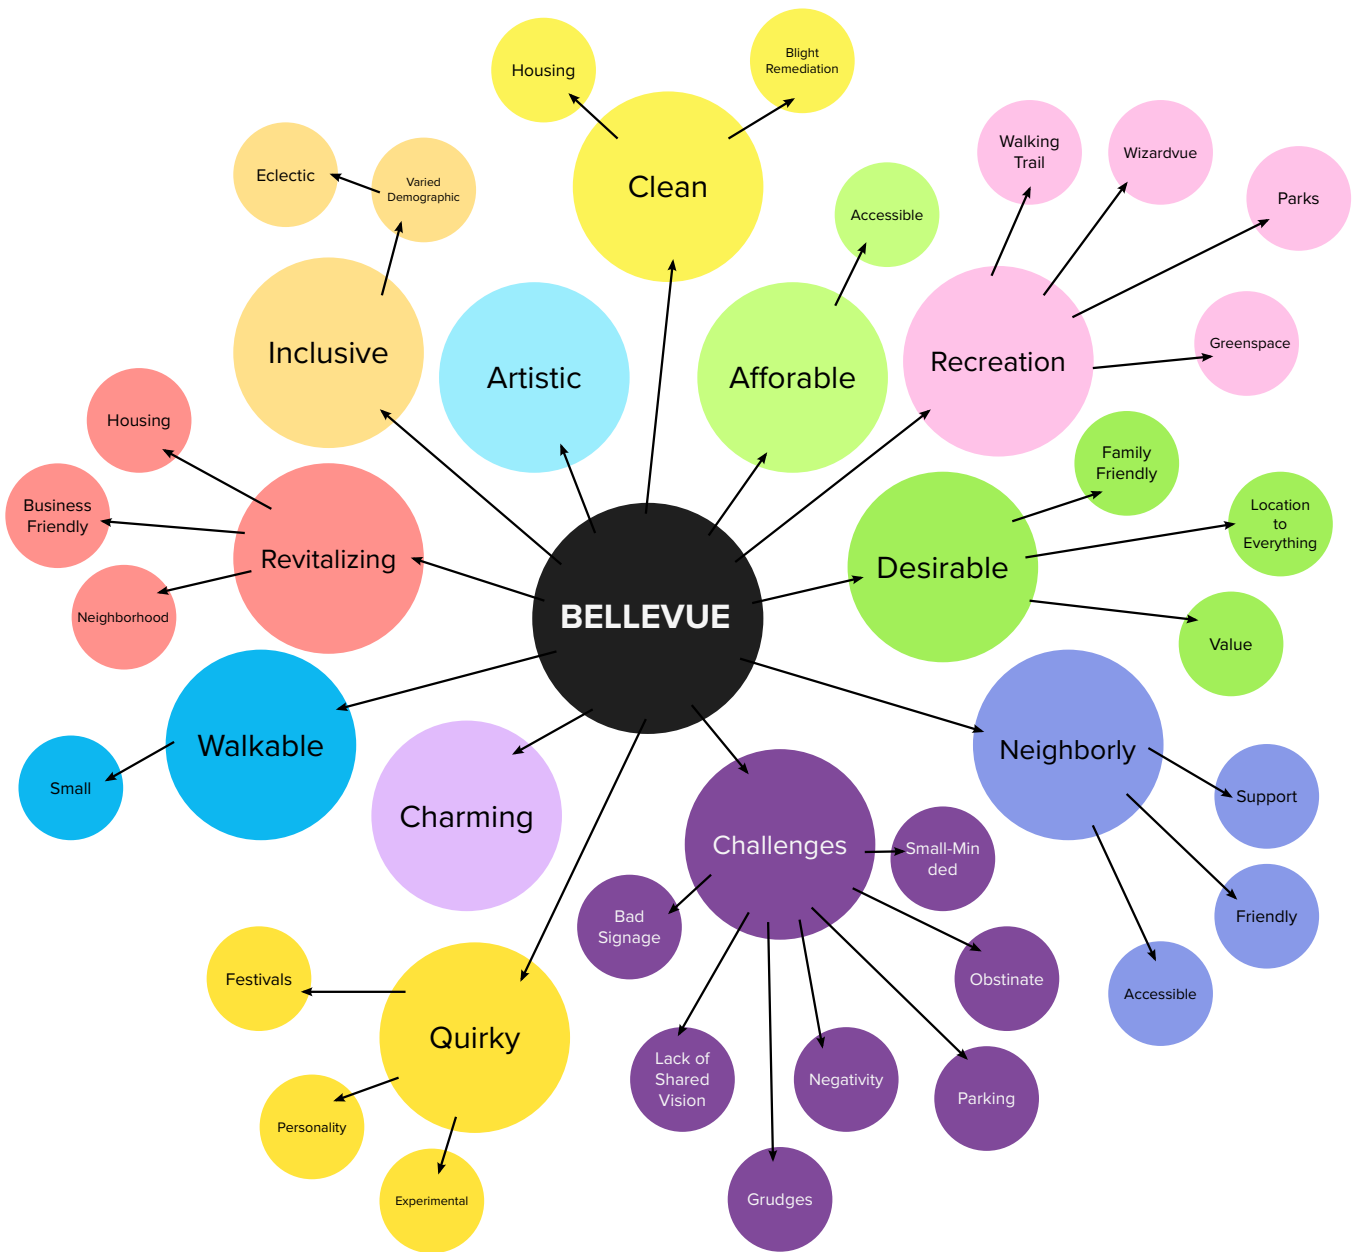 Housing
Blight
Remediation
Clean
Eclectic
Varied
Demographic
Inclusive
Artistic
Accessible
Afforable
Walking
Trail
Wizardvue
Parks
Greenspace
Recreation
Housing
Business
Friendly
Neighborhood
Revitalizing
BELLEVUE
Family
Friendly
Location
to
Everything
Value
Desirable
Walkable
Small
Charming
Neighborly
Support
Friendly
Accessible
Challenges
Small-Min
ded
Bad
Signage
Obstinate
Lack of
Shared
Vision
Negativity
Parking
Grudges
Festivals
Quirky
Personality
Experimental